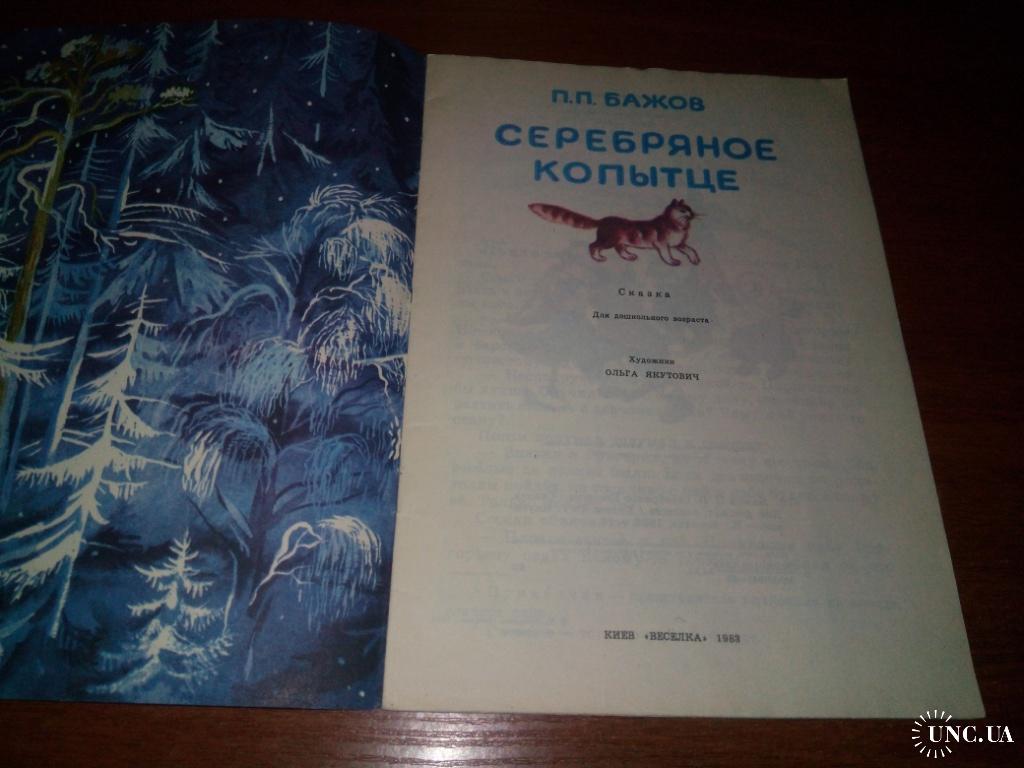 П.П. БАЖОВ
СЕРЕБРЯНОЕ
КОПЫТЦЕ
Сказка
Для дошкольного возраста
Художник
ОЛЬГА ЯКУТОВИЧ
КИЕВ «ВЕСЕЛКА» 1983
UNC.UA